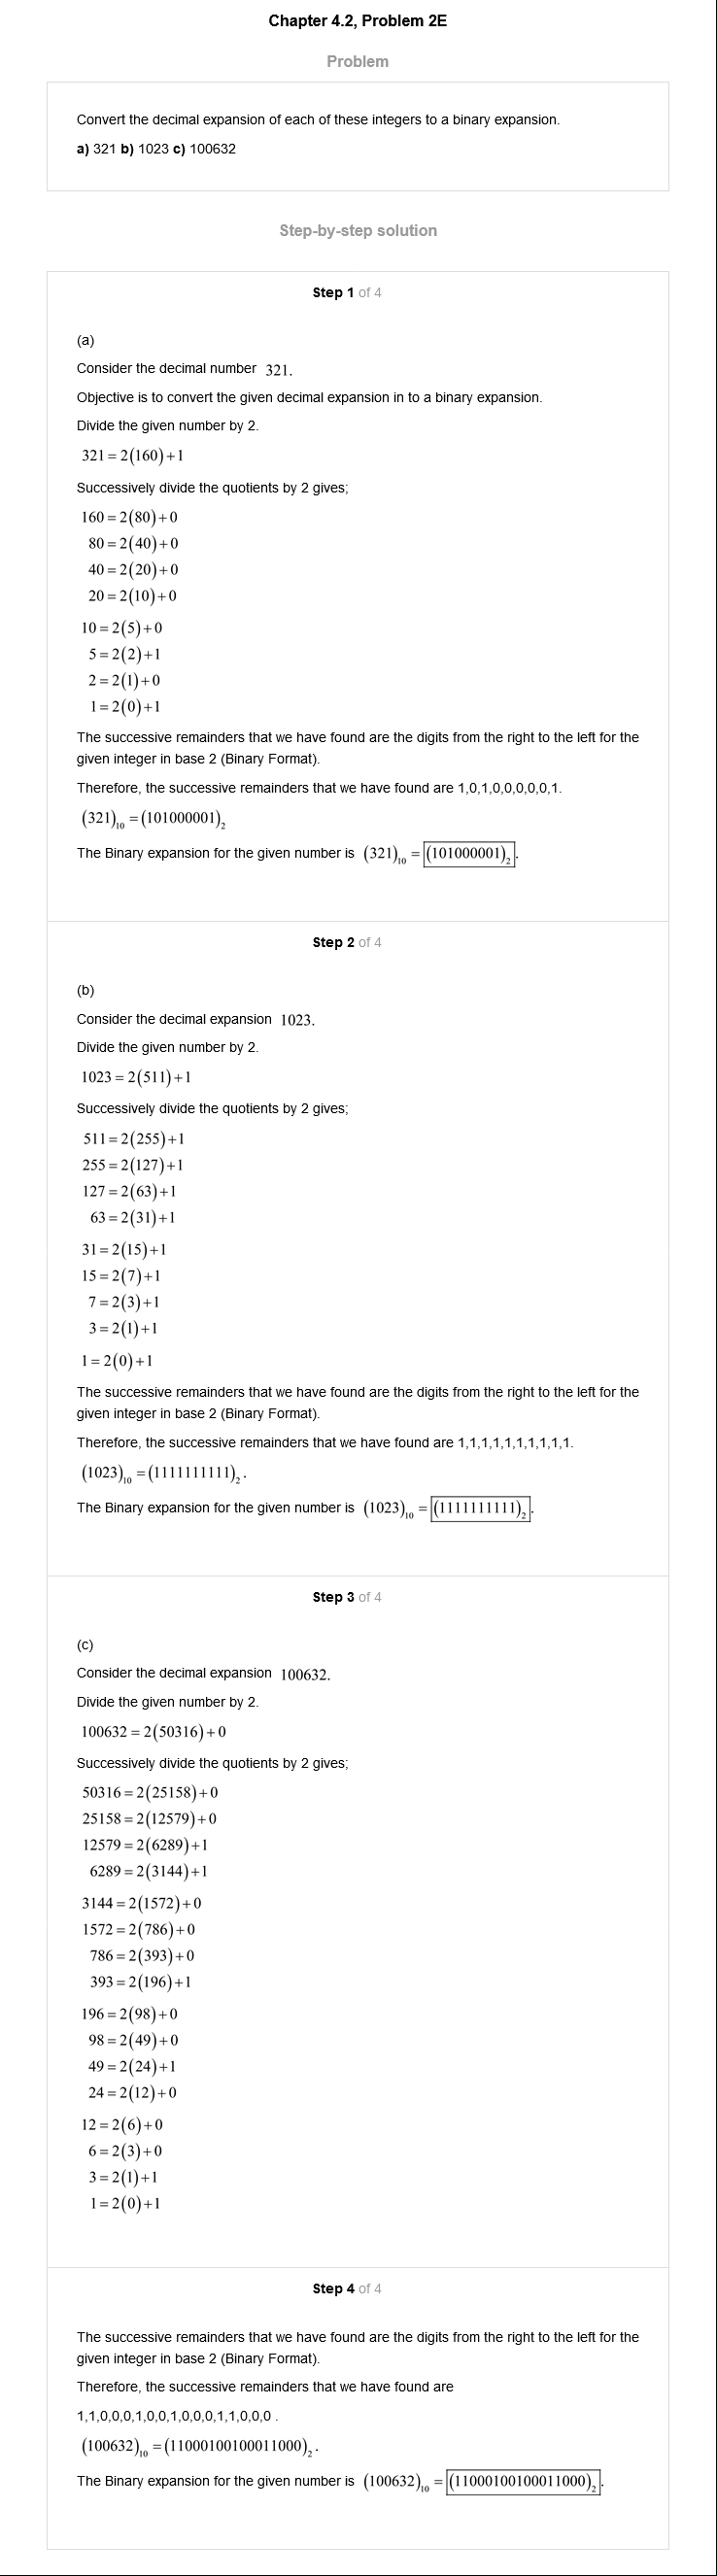 Chapter 4.2, Problem 2E
Problem
Convert the decimal expansion of each of these integers to a binary expansion.
a) 321 b) 1023 c) 100632
Step-by-step solution
Step 1 of 4
(a)
Consider the decimal number 321.
Objective is to convert the given decimal expansion in to a binary expansion.
Divide the given number by 2.
321 = 2(160)+1
Successively divide the quotients by 2 gives;
160 = 2(80)+0
80 = 2(40)+0
40 = 2(20)+0
20 = 2(10)+0
10 = 2(5)+0
5 = 2(2)+1
2 = 2(1)+0
1 = 2(0)+1
The successive remainders that we have found are the digits from the right to the left for the
given integer in base 2 (Binary Format).
Therefore, the successive remainders that we have found are 1,0,1,0,0,0,0,0,1.
(321)₁₀ = (101000001)₂
The Binary expansion for the given number is (321)₁₀ = (101000001)₂.
Step 2 of 4
(b)
Consider the decimal expansion 1023.
Divide the given number by 2.
1023 = 2(511)+1
Successively divide the quotients by 2 gives;
511 = 2(255)+1
255 = 2(127)+1
127 = 2(63)+1
63 = 2(31)+1
31 = 2(15)+1
15 = 2(7)+1
7 = 2(3)+1
3 = 2(1)+1
1 = 2(0)+1
The successive remainders that we have found are the digits from the right to the left for the
given integer in base 2 (Binary Format).
Therefore, the successive remainders that we have found are 1,1,1,1,1,1,1,1,1,1.
(1023)₁₀ = (1111111111)₂.
The Binary expansion for the given number is (1023)₁₀ = (1111111111)₂.
Step 3 of 4
(c)
Consider the decimal expansion 100632.
Divide the given number by 2.
100632 = 2(50316)+0
Successively divide the quotients by 2 gives;
50316 = 2(25158)+0
25158 = 2(12579)+0
12579 = 2(6289)+1
6289 = 2(3144)+1
3144 = 2(1572)+0
1572 = 2(786)+0
786 = 2(393)+0
393 = 2(196)+1
196 = 2(98)+0
98 = 2(49)+0
49 = 2(24)+1
24 = 2(12)+0
12 = 2(6)+0
6 = 2(3)+0
3 = 2(1)+1
1 = 2(0)+1
Step 4 of 4
The successive remainders that we have found are the digits from the right to the left for the
given integer in base 2 (Binary Format).
Therefore, the successive remainders that we have found are
1,1,0,0,0,1,0,0,1,0,0,0,1,1,0,0,0 .
(100632)₁₀ = (11000100100011000)₂.
The Binary expansion for the given number is (100632)₁₀ = (11000100100011000)₂.